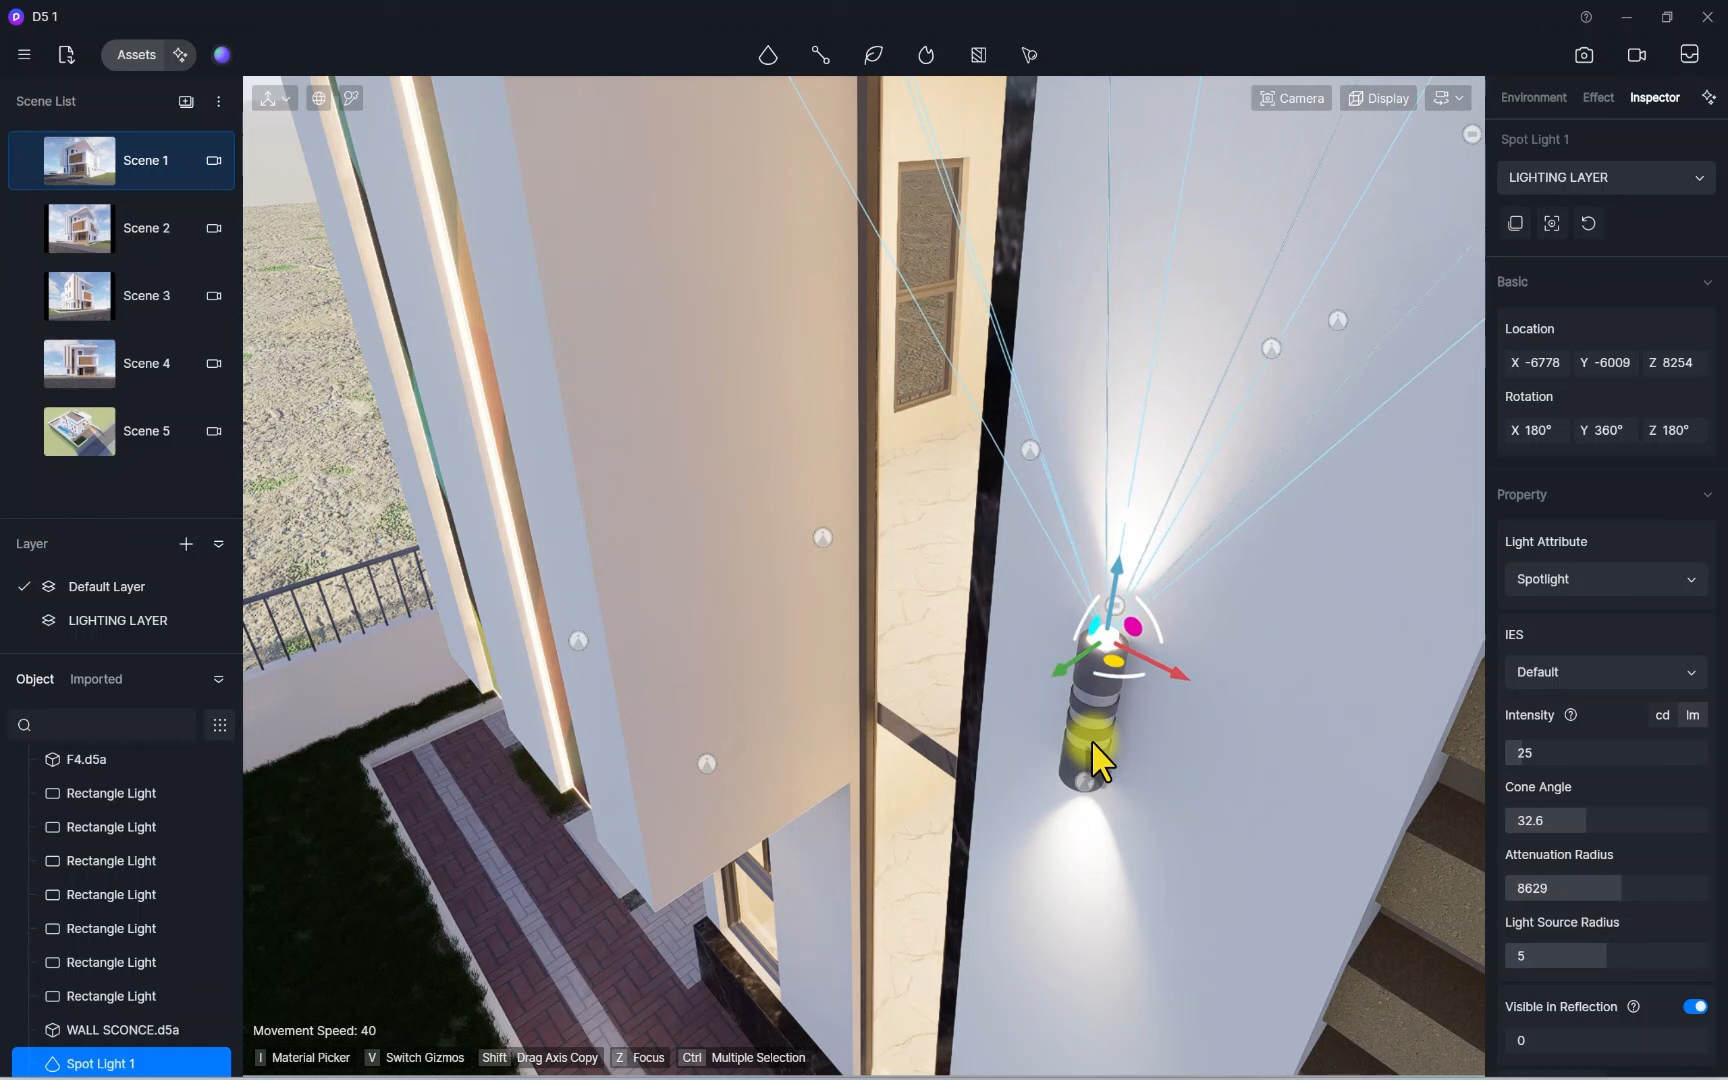 D5 1
Assets
Scene List
Scene 1
Scene 2
Scene 3
Scene 4
Scene 5
Layer
Default Layer
LIGHTING LAYER
Object Imported
F4.d5a
Rectangle Light
Rectangle Light
Rectangle Light
Rectangle Light
Rectangle Light
Rectangle Light
Rectangle Light
WALL SCONCE.d5a
Spot Light 1
Camera Display
Movement Speed: 40
I Material Picker V Switch Gizmos Shift Drag Axis Copy Z Focus Ctrl Multiple Selection
Environment Effect Inspector
Spot Light 1
LIGHTING LAYER
Basic
Location
X -6778 Y -6009 Z 8254
Rotation
X 180° Y 360° Z 180°
Property
Light Attribute
Spotlight
IES
Default
Intensity cd lm
25
Cone Angle
32.6
Attenuation Radius
8629
Light Source Radius
5
Visible in Reflection
0